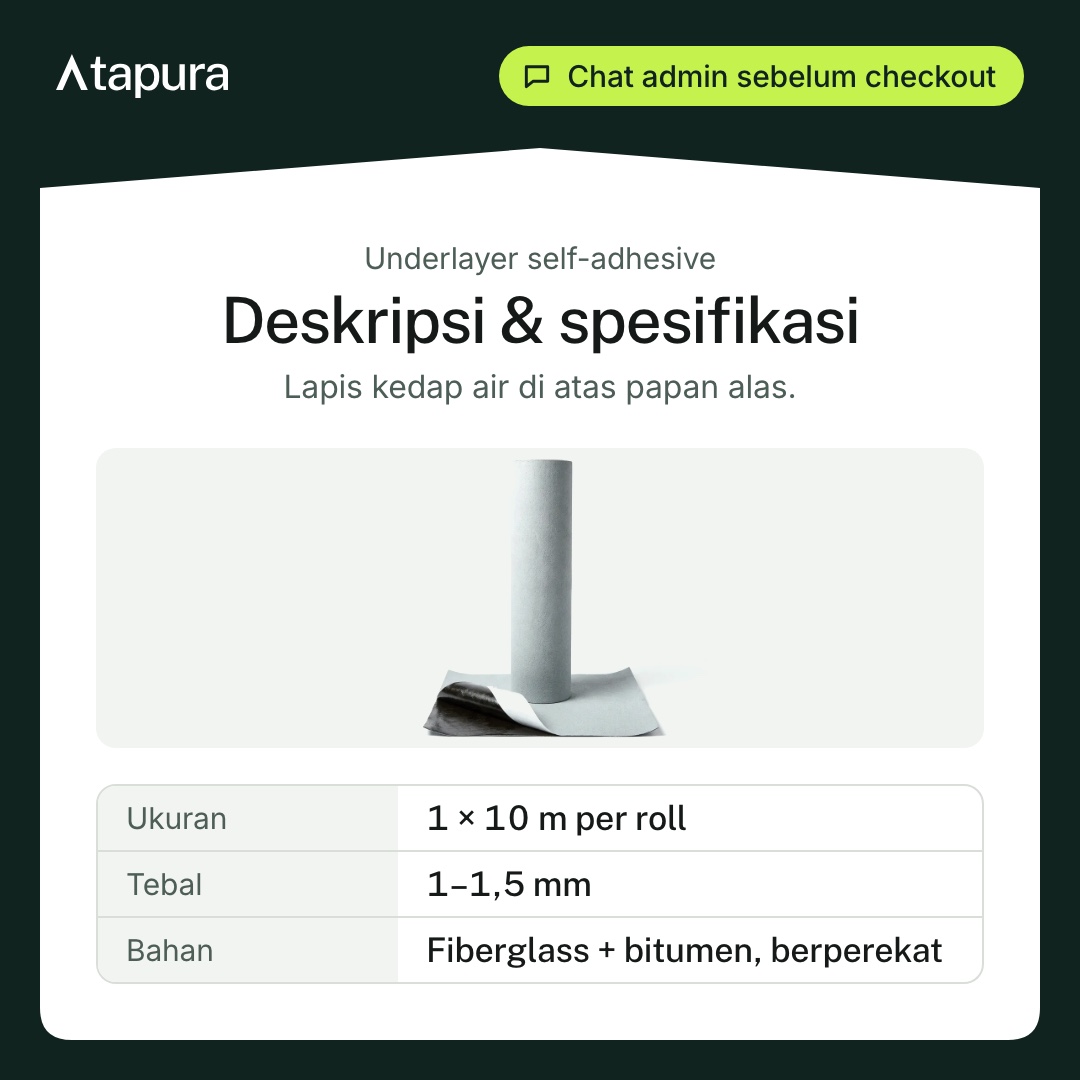 Atapura
Chat admin sebelum checkout
Underlayer self-adhesive
Deskripsi & spesifikasi
Lapis kedap air di atas papan alas.
Ukuran 1 × 10 m per roll
Tebal 1–1,5 mm
Bahan Fiberglass + bitumen, berperekat